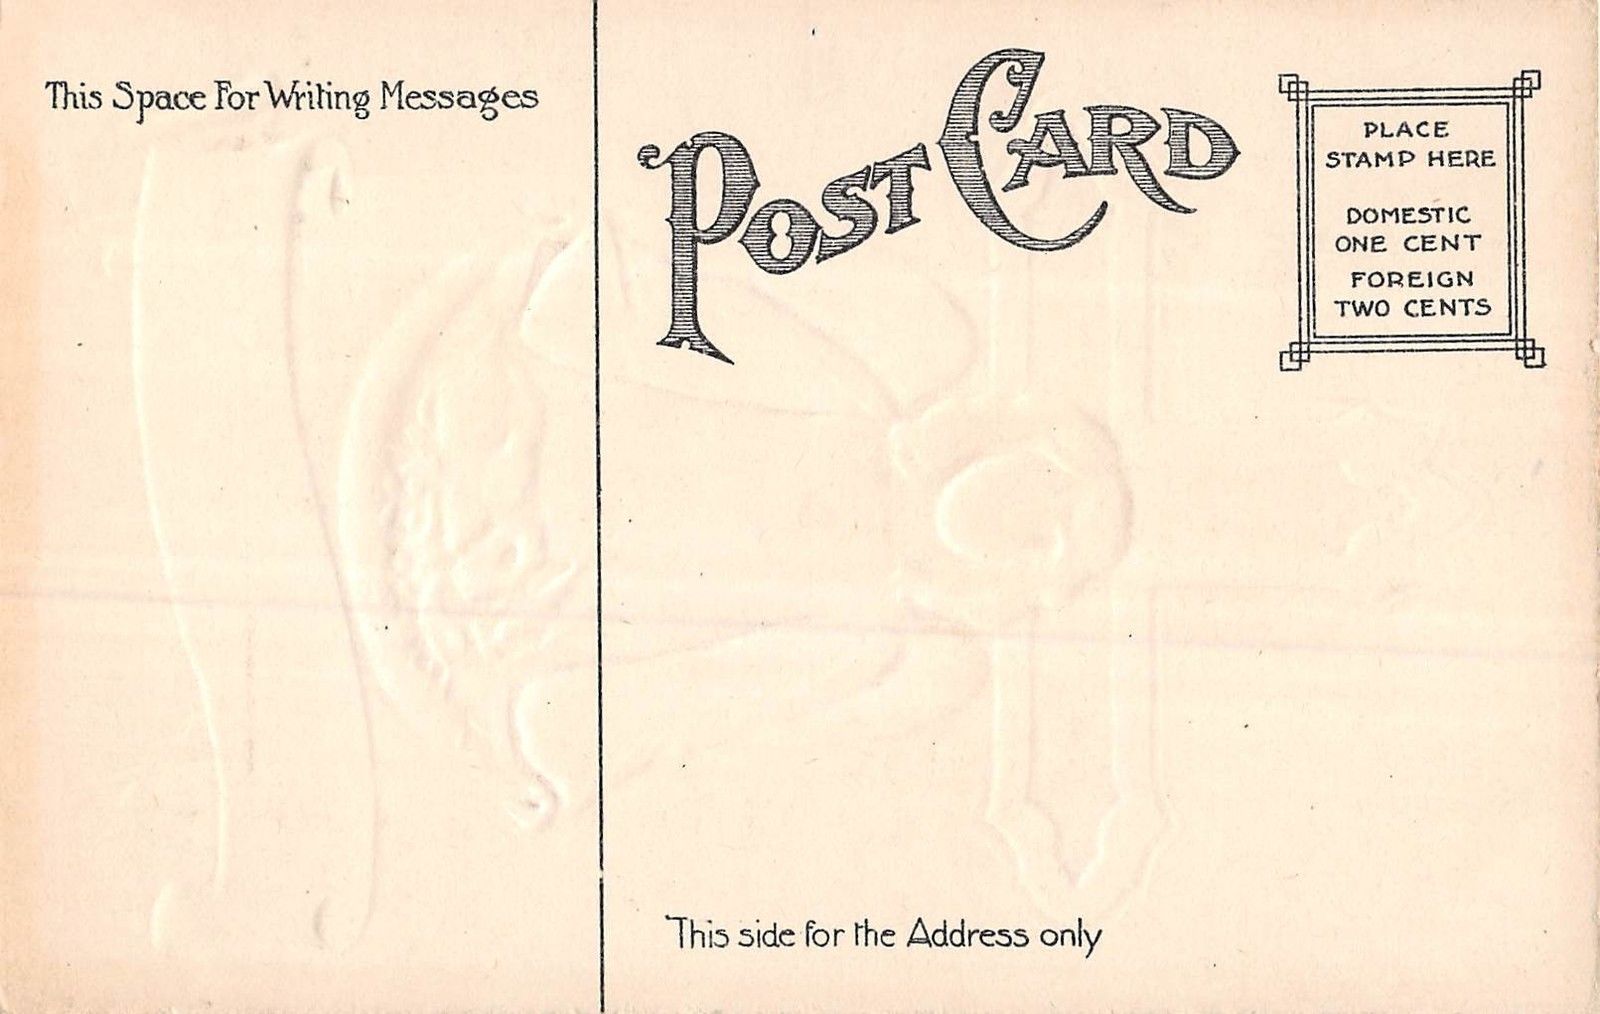 This Space For Writing Messages
POST CARD
PLACE
STAMP HERE
DOMESTIC
ONE CENT
FOREIGN
TWO CENTS
This side for the Address only